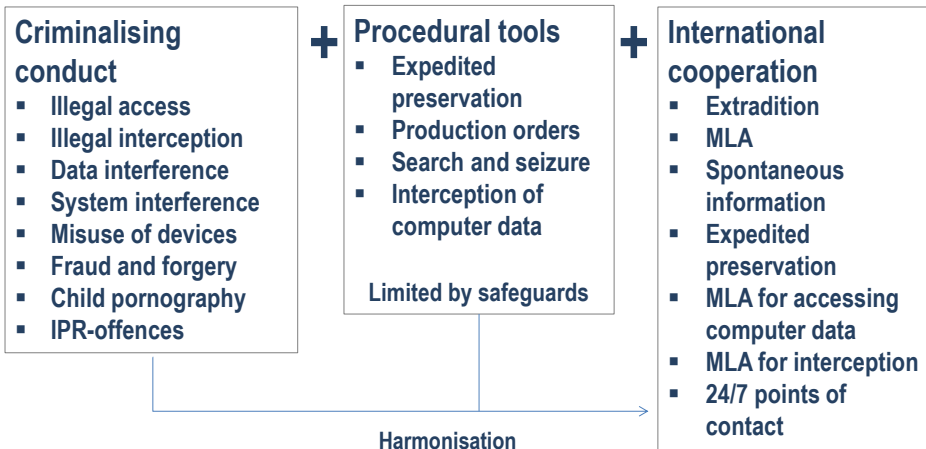 Criminalising
conduct
▪ Illegal access
▪ Illegal interception
▪ Data interference
▪ System interference
▪ Misuse of devices
▪ Fraud and forgery
▪ Child pornography
▪ IPR-offences
+
Procedural tools
▪ Expedited
preservation
▪ Production orders
▪ Search and seizure
▪ Interception of
computer data
Limited by safeguards
+
International
cooperation
▪ Extradition
▪ MLA
▪ Spontaneous
information
▪ Expedited
preservation
▪ MLA for accessing
computer data
▪ MLA for interception
▪ 24/7 points of
contact
Harmonisation